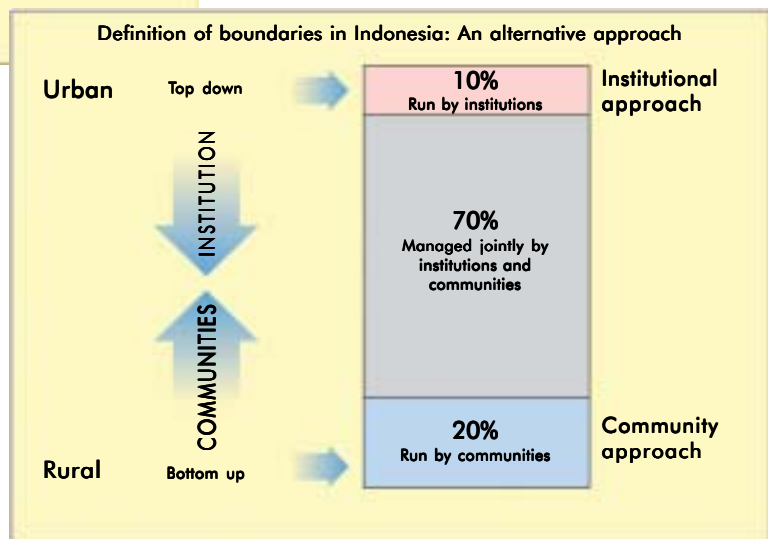 Definition of boundaries in Indonesia: An alternative approach
Urban
Top down
INSTITUTION
COMMUNITIES
Rural
Bottom up
10%
Run by institutions
70%
Managed jointly by
institutions and
communities
20%
Run by communities
Institutional
approach
Community
approach